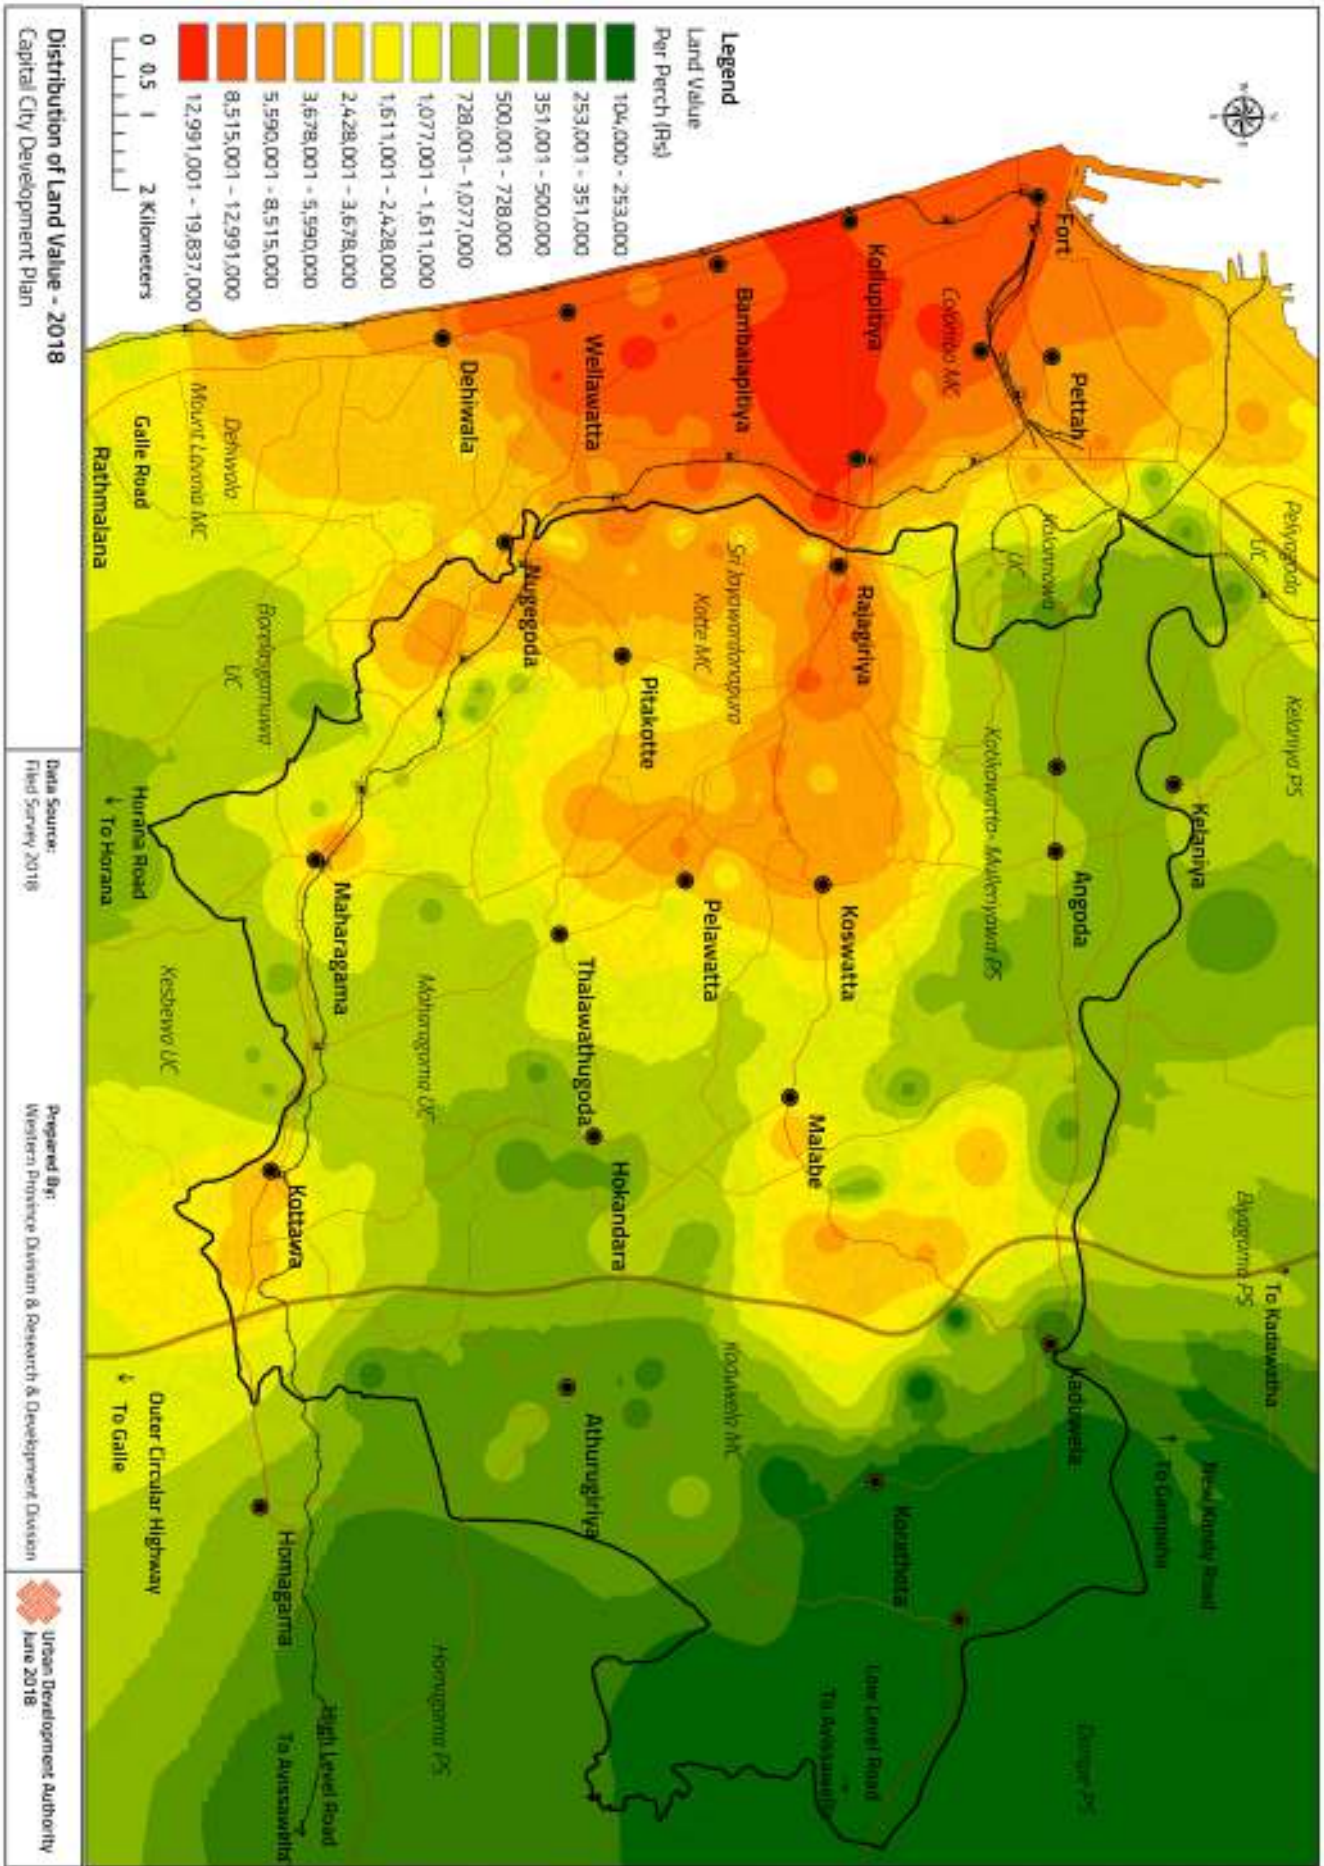 Legend
Land Value
Per Perch (Rs)
104,000 - 253,000
253,001 - 351,000
351,001 - 500,000
500,001 - 728,000
728,001- 1,077,000
1,077,001 - 1,611,000
1,611,001 - 2,428,000
2,428,001 - 3,678,000
3,678,001 - 5,590,000
5,590,001 - 8,515,000
8,515,001 - 12,991,000
12,991,001 - 19,837,000
0 0.5 1 2 Kilometers
Fort
Pettah
Kollupitiya
Colombo MC
Bambalapitiya
Wellawatta
Dehiwala
Dehiwala
Mount Lavinia MC
Galle Road
Rathmalana
Peliyagoda
UC
Kolonnawa
UC
Kelaniya PS
Kelaniya
Rajagiriya
Sri Jayawardanapura
Kotte MC
Nugegoda
Pitakotte
Boralesgamuwa
UC
Kotikawatta- Mulleriyawa PS
Angoda
Koswatta
Pelawatta
Thalawathugoda
Maharagama
Maharagama UC
Horana Road
To Horana
Kesbewa UC
Malabe
Hokandara
Kottawa
Biyagama PS
To Kadawatha
Kaduwela
Kaduwela MC
New Kandy Road
To Gampaha
Athurugiriya
Korathota
Outer Circular Highway
To Galle
Homagama
Homagama PS
Low Level Road
To Avissawella
High Level Road
To Avissawella
Dompe PS
Distribution of Land Value - 2018
Capital City Development Plan
Data Source:
Filed Survey 2018
Prepared By:
Western Province Division & Research & Development Division
Urban Development Authority
June 2018